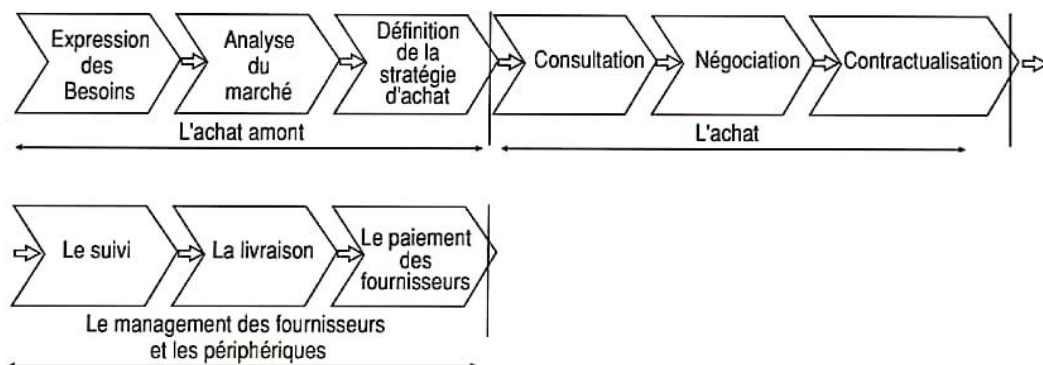 Expression
des
Besoins
Analyse
du
marché
Définition
de la
stratégie
d'achat
Consultation
Négociation
Contractualisation
L'achat amont
L'achat
Le suivi
La livraison
Le paiement
des
fournisseurs
Le management des fournisseurs
et les périphériques